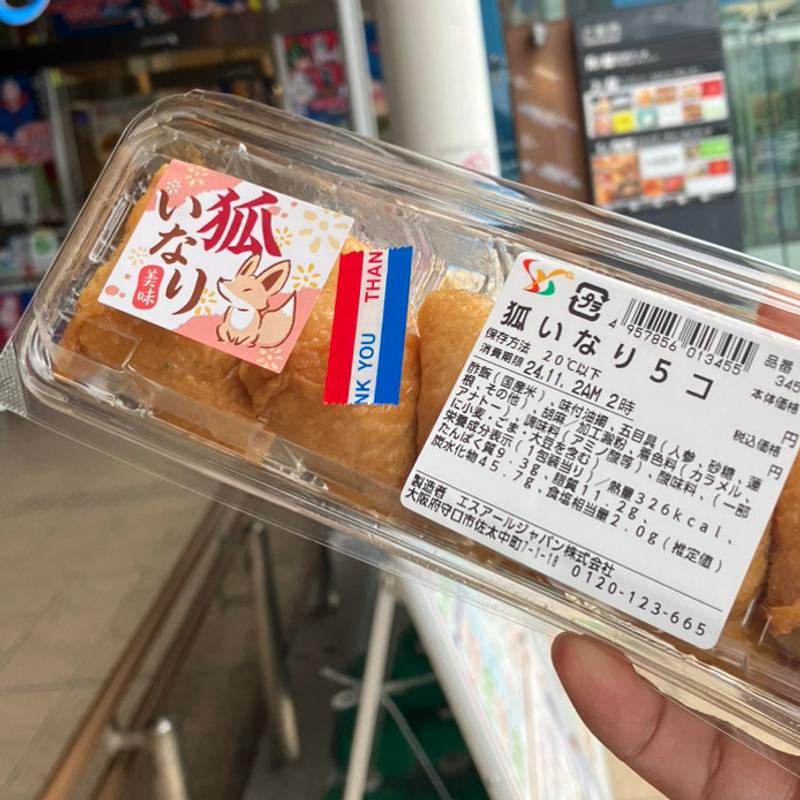 狐
いなり
美味
THAN
NK YOU
プラ
4 957856 013455
狐いなり5コ
品番
345
保存方法 20℃以下
本体価格
消費期限 24.11. 2AM 2時
円
税込価格
円
酢飯(国産米)、味付油揚、五目具(人参、砂糖、蓮
根、その他)、胡麻/加工澱粉、着色料(カラメル、
アナトー)、調味料(アミノ酸等)、酸味料、(一部
に小麦・ごま・大豆を含む)
栄養成分表示(1包装当り)/熱量326kcal、
たんぱく質9.3g、脂質11.2g、
炭水化物45.7g、食塩相当量2.0g(推定値)
製造者 エスアールジャパン株式会社
大阪府守口市佐太中町7-1-18 0120-123-665